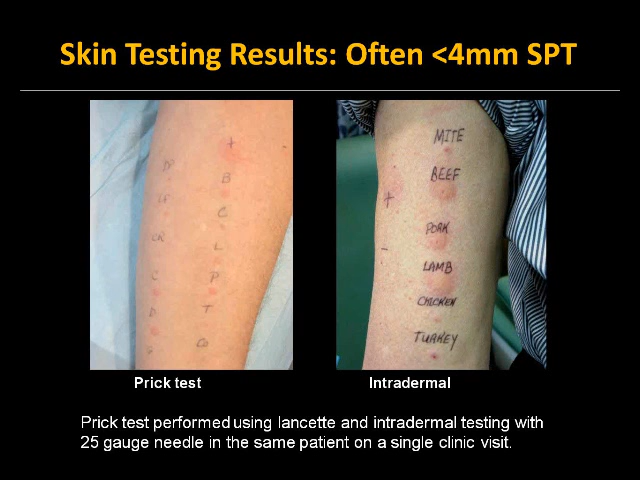 Skin Testing Results: Often <4mm SPT
+
B
C
L
P
T
CR
C
D
MITE
BEEF
+
PORK
-
LAMB
CHICKEN
TURKEY
Prick test
Intradermal
Prick test performed using lancette and intradermal testing with
25 gauge needle in the same patient on a single clinic visit.